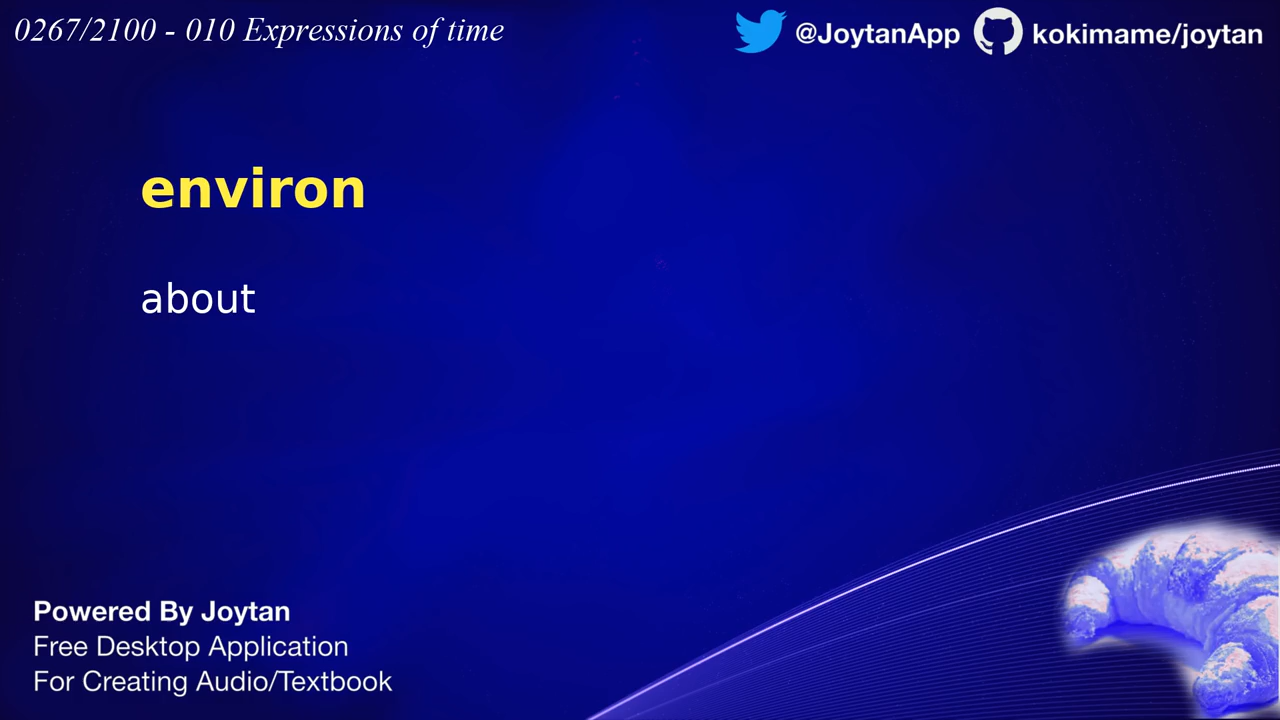 0267/2100 - 010 Expressions of time
@JoytanApp kokimame/joytan
environ
about
Powered By Joytan
Free Desktop Application
For Creating Audio/Textbook